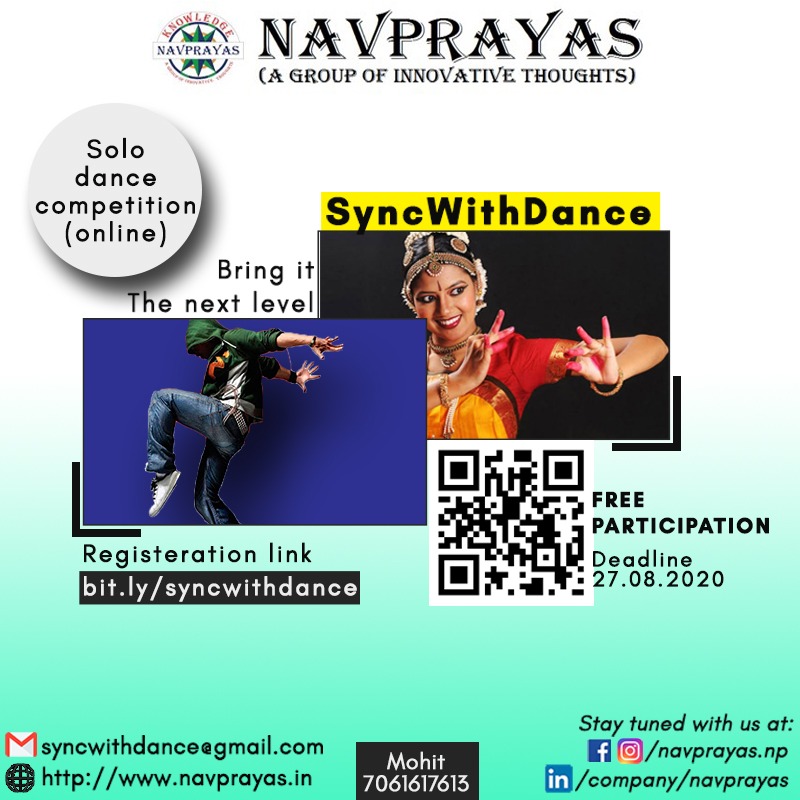 KNOWLEDGE
NAVPRAYAS
NAVPRAYAS
(A GROUP OF INNOVATIVE THOUGHTS)
Solo
dance
competition
(online)
SyncWithDance
Bring it
The next level
FREE
PARTICIPATION
Deadline
27.08.2020
Registeration link
bit.ly/syncwithdance
Stay tuned with us at:
/navprayas.np
in /company/navprayas
syncwithdance@gmail.com
http://www.navprayas.in
Mohit
7061617613